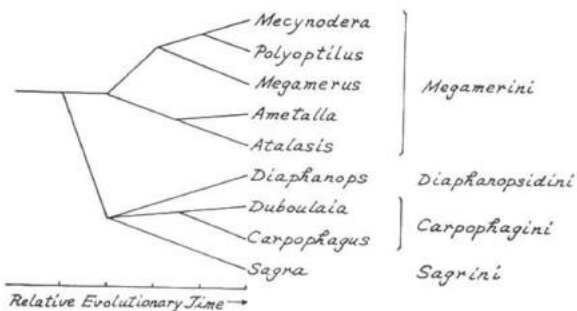 Mecynodera
Polyoptilus
Megamerus
Megamerini
Ametalla
Atalasis
Diaphanops Diaphanopsidini
Duboulaia
Carpophagini
Carpophagus
Sagra Sagrini
Relative Evolutionary Time →